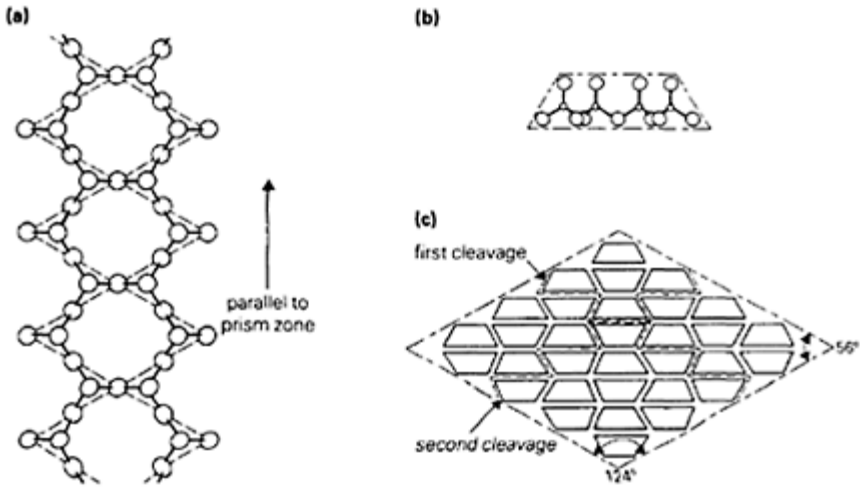 (a)
parallel to
prism zone
(b)
(c)
first cleavage
56°
second cleavage
124°